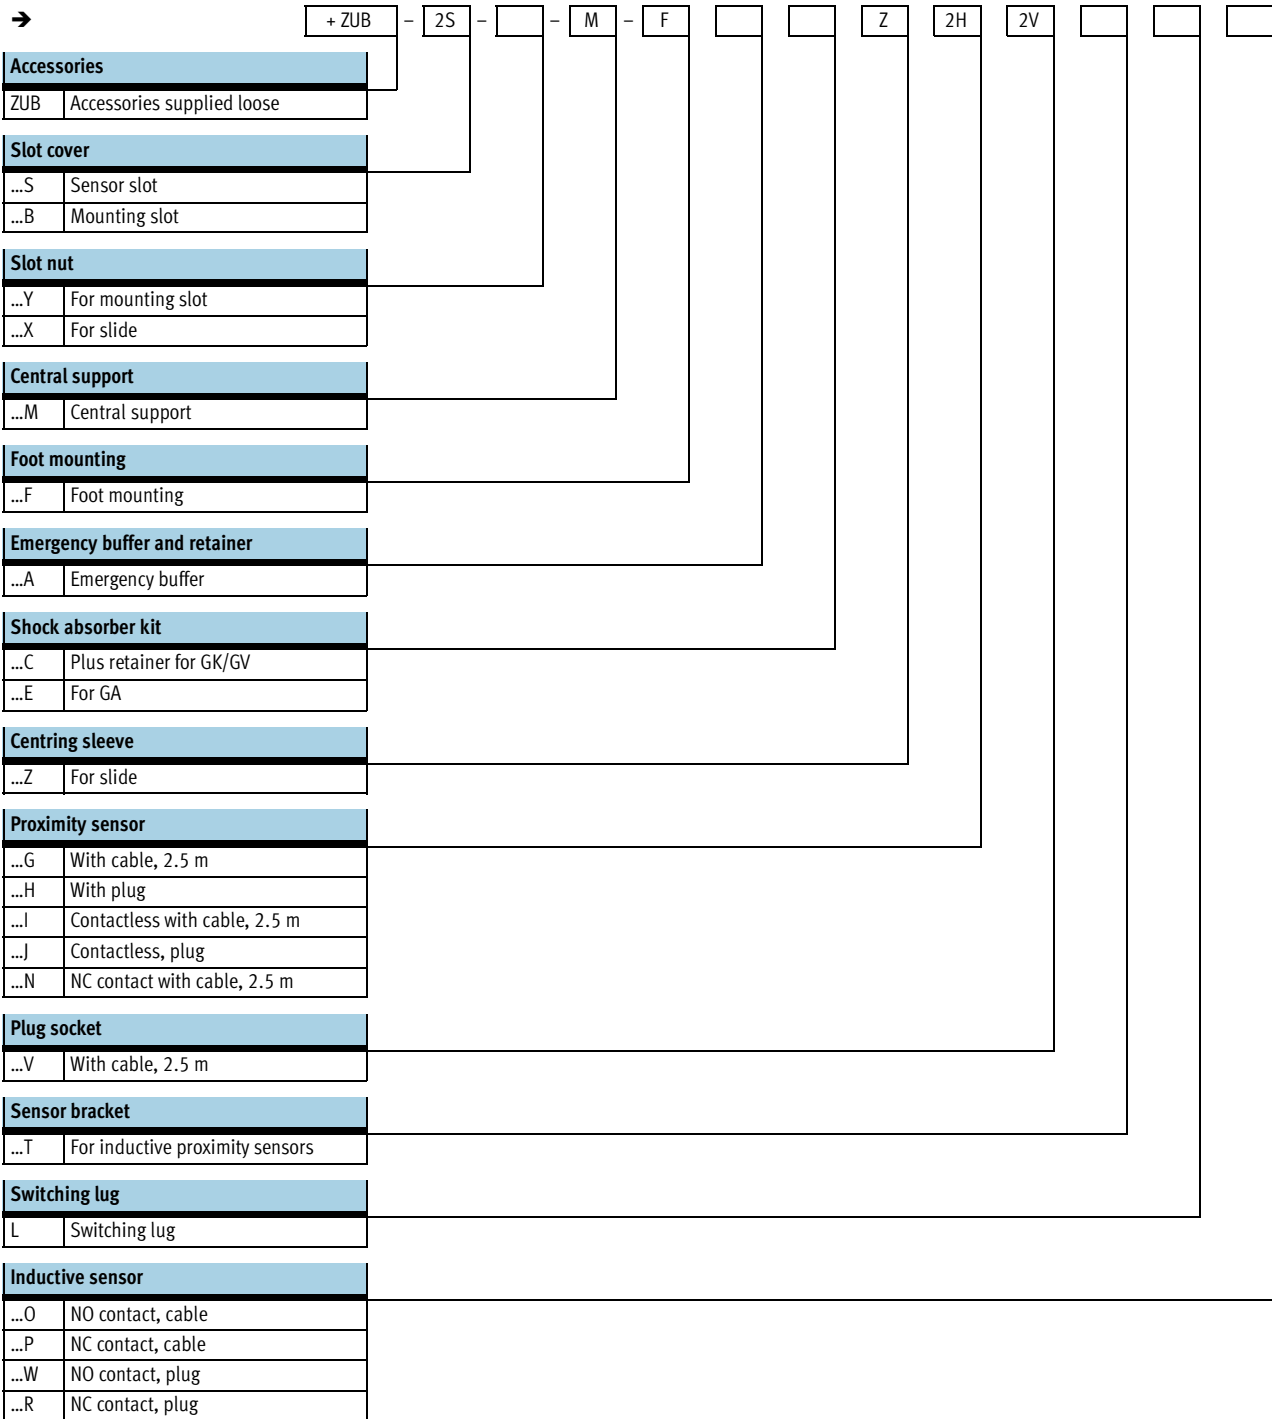 ➔ + ZUB – 2S – – M – F Z 2H 2V
Accessories
ZUB Accessories supplied loose
Slot cover
...S Sensor slot
...B Mounting slot
Slot nut
...Y For mounting slot
...X For slide
Central support
...M Central support
Foot mounting
...F Foot mounting
Emergency buffer and retainer
...A Emergency buffer
Shock absorber kit
...C Plus retainer for GK/GV
...E For GA
Centring sleeve
...Z For slide
Proximity sensor
...G With cable, 2.5 m
...H With plug
...I Contactless with cable, 2.5 m
...J Contactless, plug
...N NC contact with cable, 2.5 m
Plug socket
...V With cable, 2.5 m
Sensor bracket
...T For inductive proximity sensors
Switching lug
L Switching lug
Inductive sensor
...O NO contact, cable
...P NC contact, cable
...W NO contact, plug
...R NC contact, plug